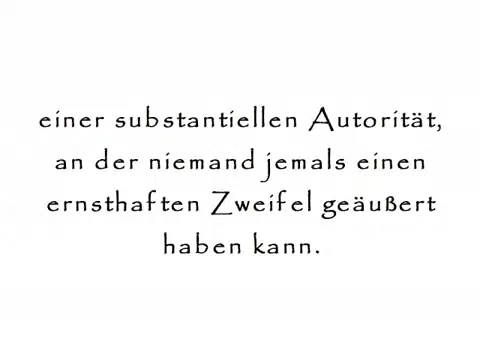 einer substantiellen Autorität,
an der niemand jemals einen
ernsthaften Zweifel geäußert
haben kann.